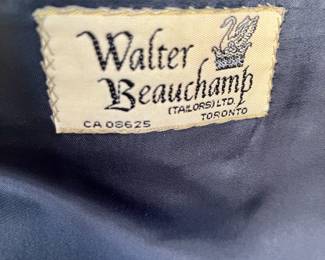 Walter
Beauchamp
(TAILORS) LTD.
CA 08625 TORONTO